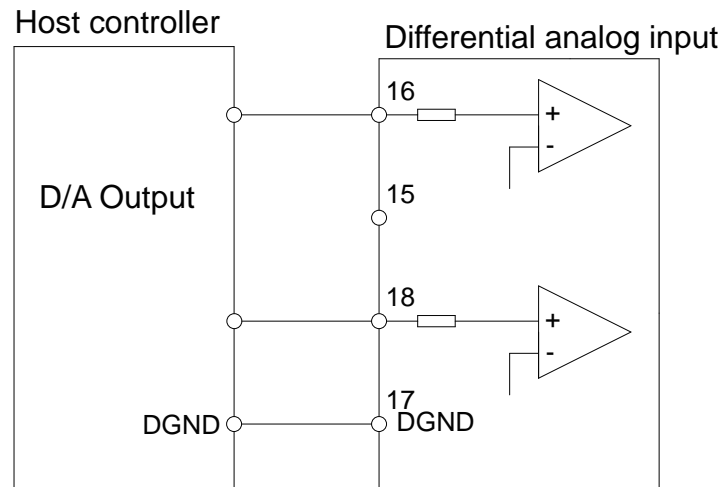 Host controller
Differential analog input
16
+
-
D/A Output
15
18
+
-
17
DGND
DGND